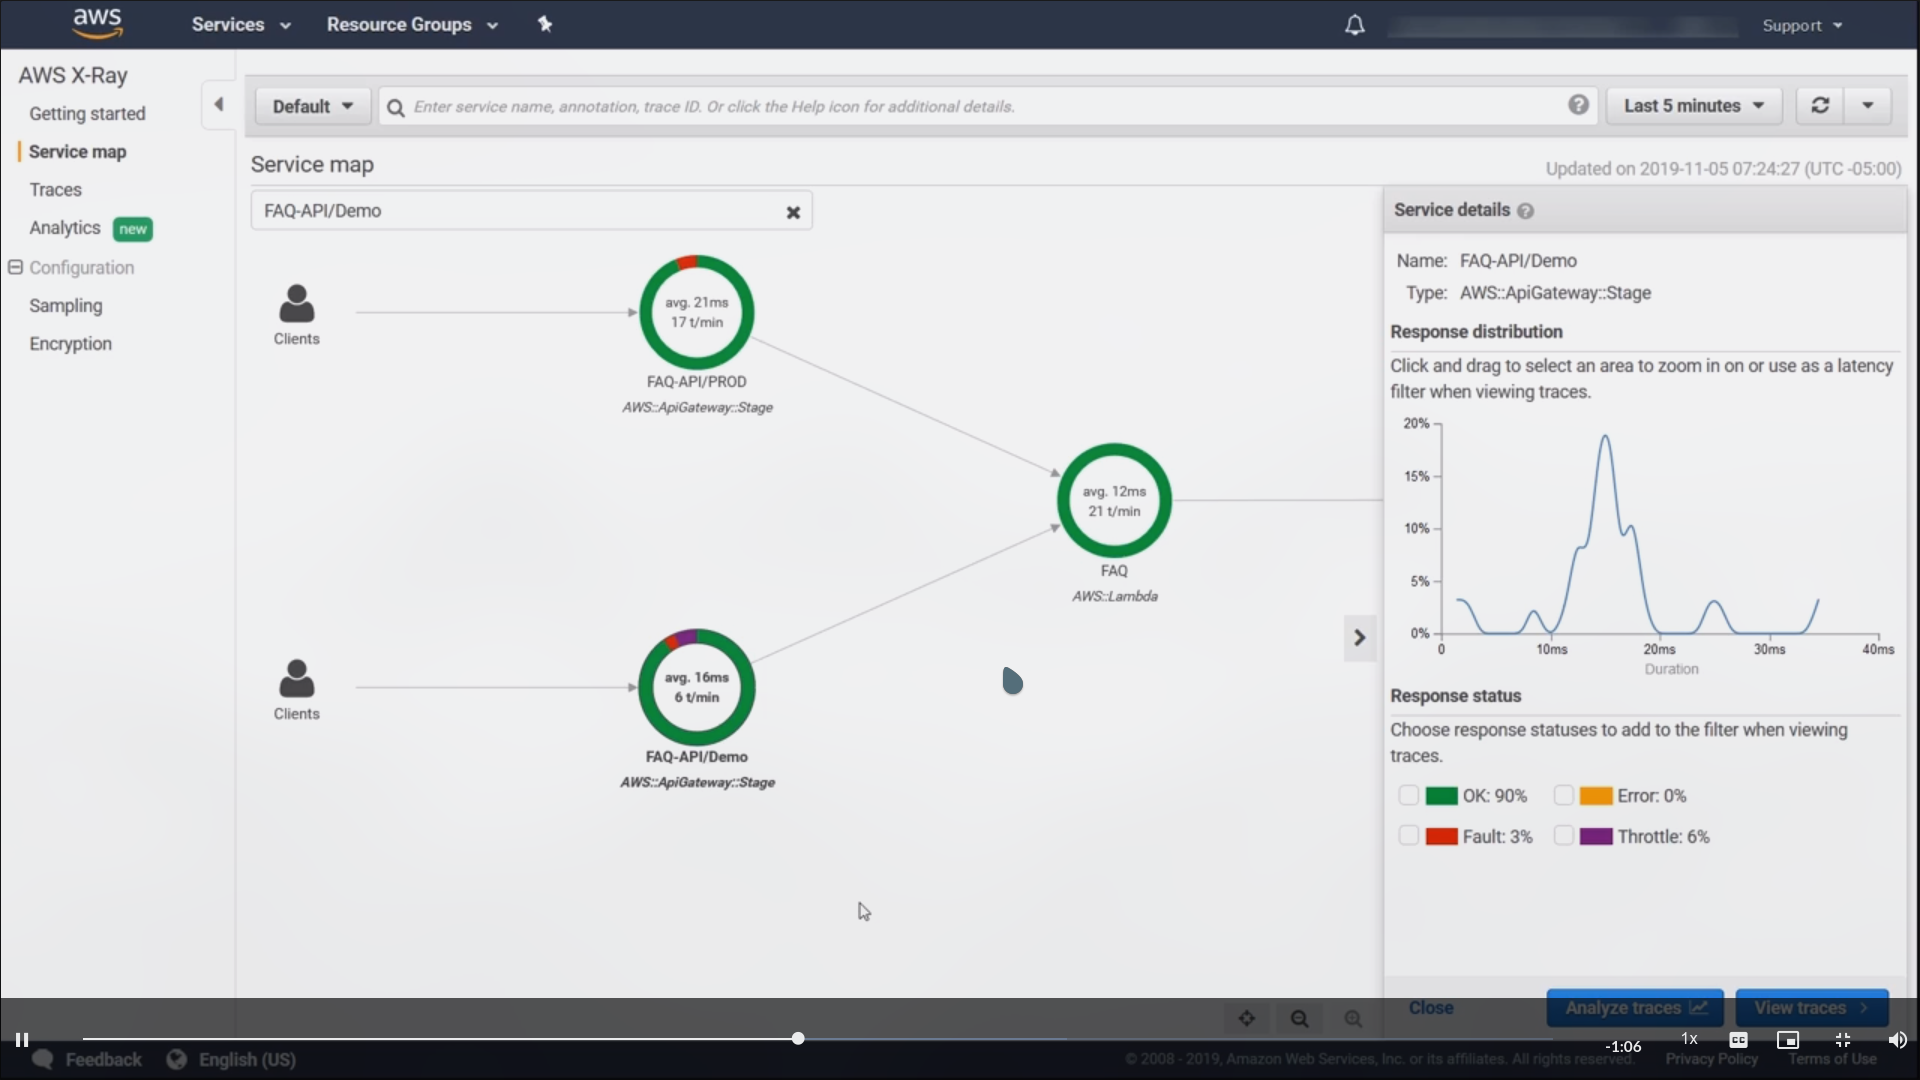 aws
Services
Resource Groups
Support
AWS X-Ray
Getting started
Service map
Traces
Analytics new
Configuration
Sampling
Encryption
Default
Enter service name, annotation, trace ID. Or click the Help icon for additional details.
Last 5 minutes
Service map
Updated on 2019-11-05 07:24:27 (UTC -05:00)
FAQ-API/Demo
Clients
avg. 21ms
17 t/min
FAQ-API/PROD
AWS::ApiGateway::Stage
avg. 12ms
21 t/min
FAQ
AWS::Lambda
Clients
avg. 16ms
6 t/min
FAQ-API/Demo
AWS::ApiGateway::Stage
Service details
Name: FAQ-API/Demo
Type: AWS::ApiGateway::Stage
Response distribution
Click and drag to select an area to zoom in on or use as a latency
filter when viewing traces.
20%
15%
10%
5%
0%
0 10ms 20ms 30ms 40ms
Duration
Response status
Choose response statuses to add to the filter when viewing
traces.
OK: 90% Error: 0%
Fault: 3% Throttle: 6%
Close Analyze traces View traces
-1:06 1x CC
Feedback English (US)
© 2008 - 2019, Amazon Web Services, Inc. or its affiliates. All rights reserved. Privacy Policy Terms of Use